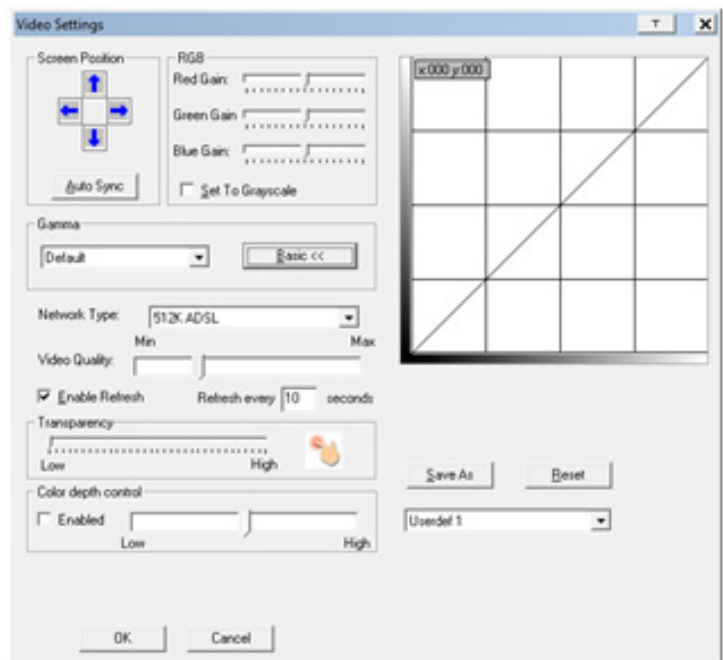 Video Settings
T
X
Screen Position
Auto Sync
RGB
Red Gain:
Green Gain
Blue Gain:
Set To Grayscale
x:000 y:000
Gamma
Default
Basic <<
Network Type:
512K ADSL
Min
Max
Video Quality:
Enable Refresh
Refresh every 10 seconds
Transparency
Low
High
Color depth control
Enabled
Low
High
Save As
Reset
Userdef 1
OK
Cancel